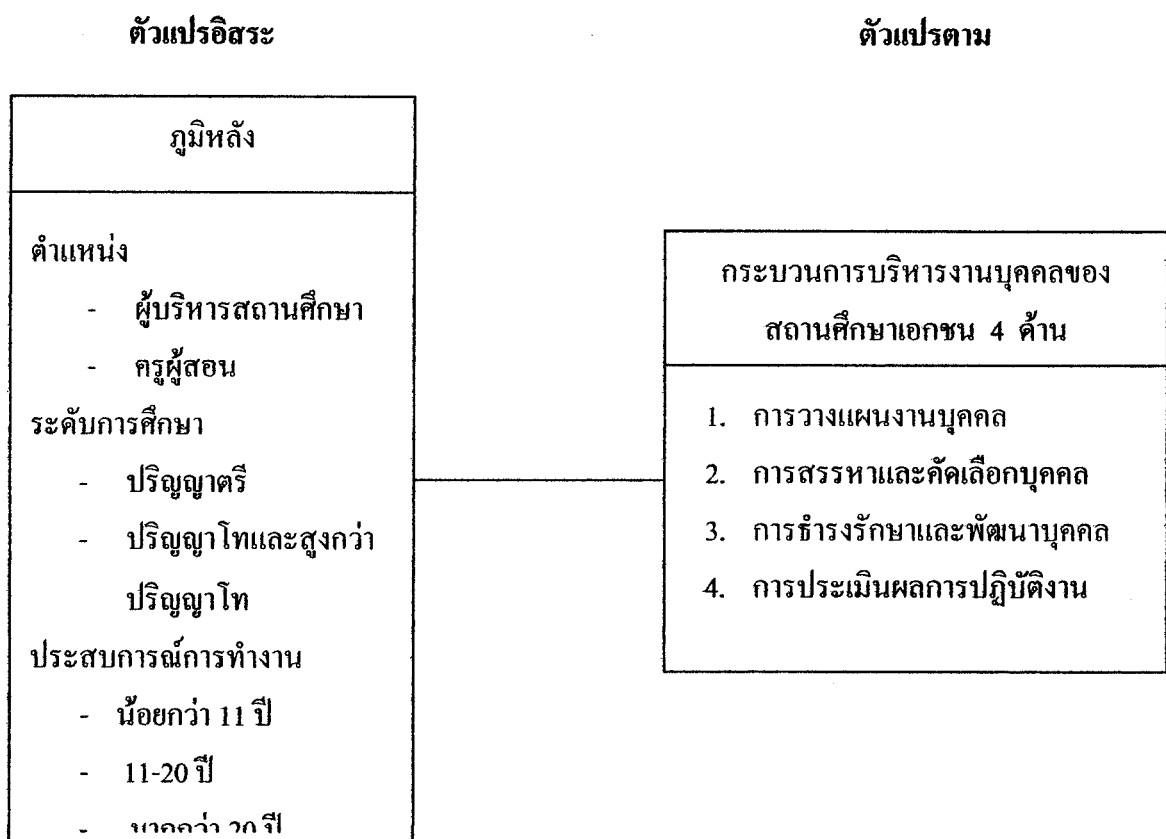 ตัวแปรอิสระ
ตัวแปรตาม
ภูมิหลัง
ตำแหน่ง
- ผู้บริหารสถานศึกษา
- ครูผู้สอน
ระดับการศึกษา
- ปริญญาตรี
- ปริญญาโทและสูงกว่า
ปริญญาโท
ประสบการณ์การทำงาน
- น้อยกว่า 11 ปี
- 11-20 ปี
- มากกว่า 20 ปี
กระบวนการบริหารงานบุคคลของ
สถานศึกษาเอกชน 4 ด้าน
1. การวางแผนงานบุคคล
2. การสรรหาและคัดเลือกบุคคล
3. การธำรงรักษาและพัฒนาบุคคล
4. การประเมินผลการปฏิบัติงาน